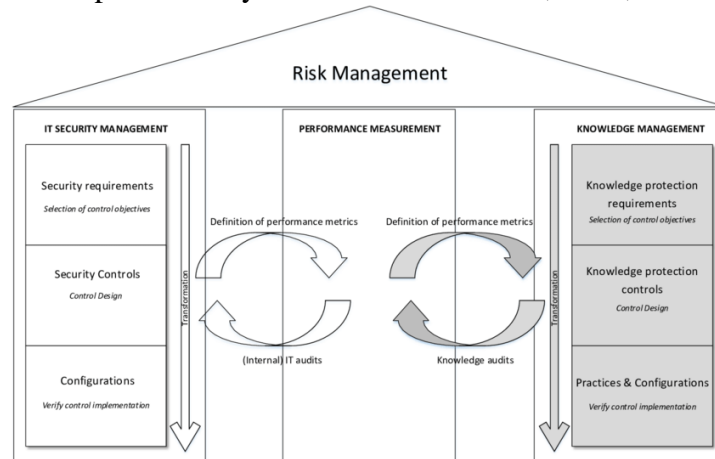 Risk Management
IT SECURITY MANAGEMENT
PERFORMANCE MEASUREMENT
KNOWLEDGE MANAGEMENT
Security requirements
Selection of control objectives
Security Controls
Control Design
Configurations
Verify control implementation
Transformation
Definition of performance metrics
(Internal) IT audits
Definition of performance metrics
Knowledge audits
Transformation
Knowledge protection
requirements
Selection of control objectives
Knowledge protection
controls
Control Design
Practices & Configurations
Verify control implementation